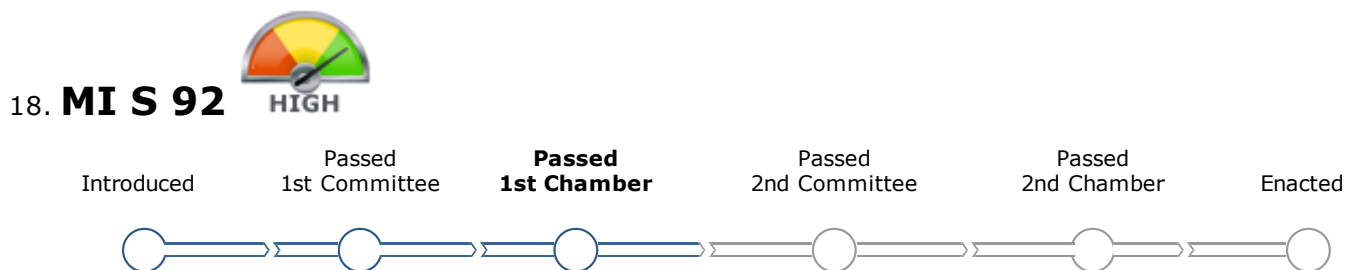 18. MI S 92
HIGH
Introduced
Passed
1st Committee
Passed
1st Chamber
Passed
2nd Committee
Passed
2nd Chamber
Enacted